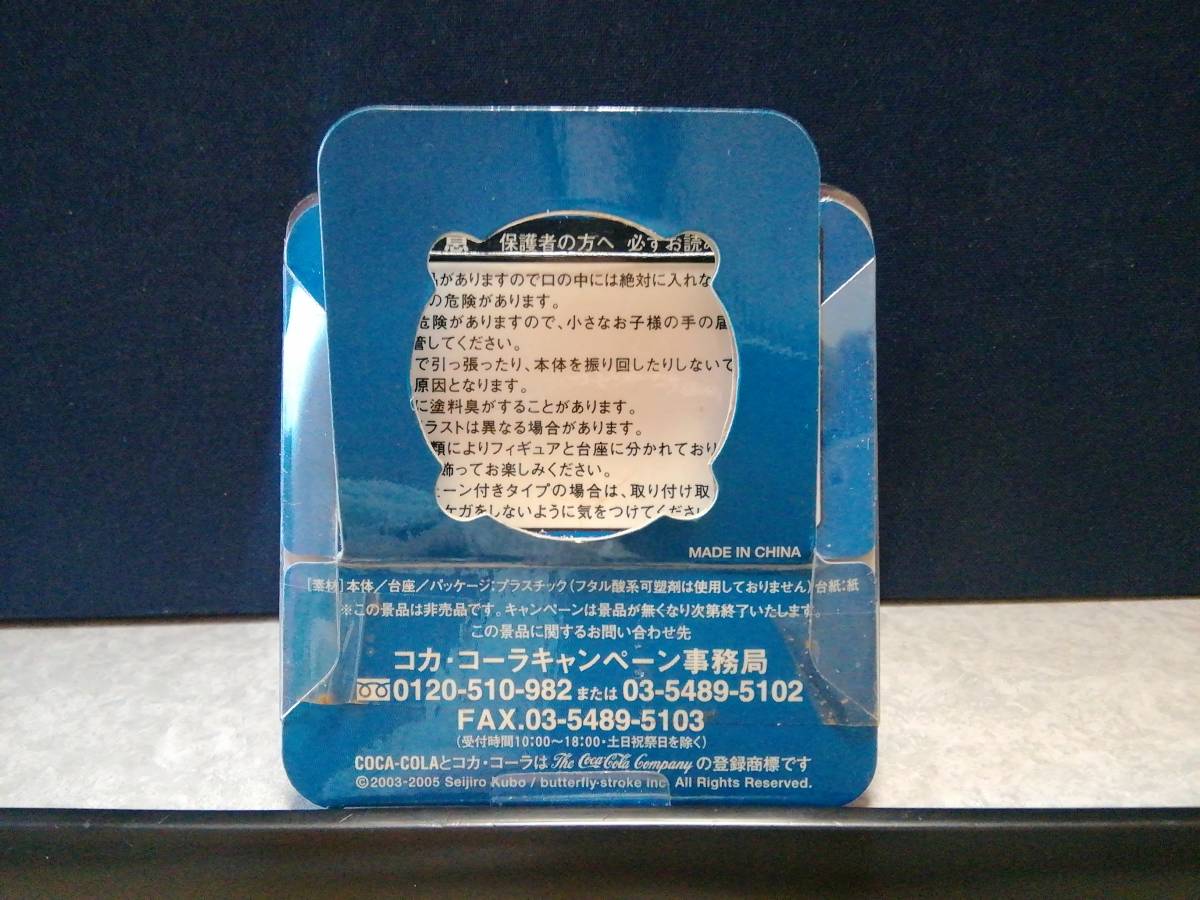 意 保護者の方へ 必ずお読
がありますので口の中には絶対に入れな
の危険があります。
危険がありますので、小さなお子様の手の届
管してください。
で引っ張ったり、本体を振り回したりしないで
原因となります。
に塗料臭がすることがあります。
ラストは異なる場合があります。
類によりフィギュアと台座に分かれており
飾ってお楽しみください。
ェーン付きタイプの場合は、取り付け取
ケガをしないように気をつけてくださ
MADE IN CHINA
[素材]本体/台座/パッケージ:プラスチック(フタル酸系可塑剤は使用しておりません)台紙:紙
※この景品は非売品です。キャンペーンは景品が無くなり次第終了いたします。
この景品に関するお問い合わせ先
コカ・コーラキャンペーン事務局
0120-510-982 または 03-5489-5102
FAX.03-5489-5103
(受付時間10:00〜18:00・土日祝祭日を除く)
COCA-COLAとコカ・コーラは The Coca-Cola Company の登録商標です
©2003-2005 Seijiro Kubo / butterfly·stroke inc. All Rights Reserved.